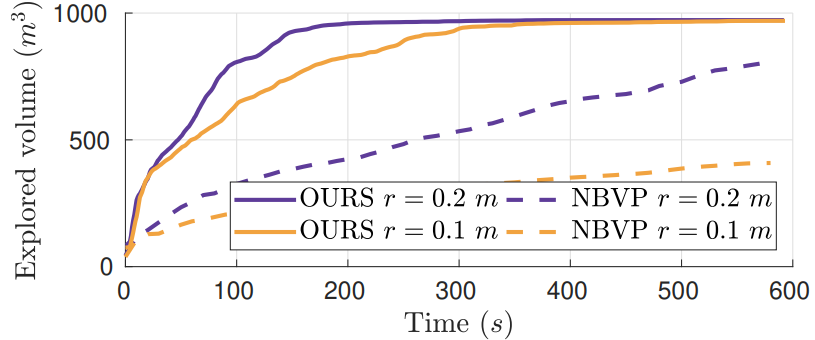 1000
500
0
Explored volume (m³)
OURS r = 0.2 m NBVP r = 0.2 m
OURS r = 0.1 m NBVP r = 0.1 m
0 100 200 300 400 500 600
Time (s)